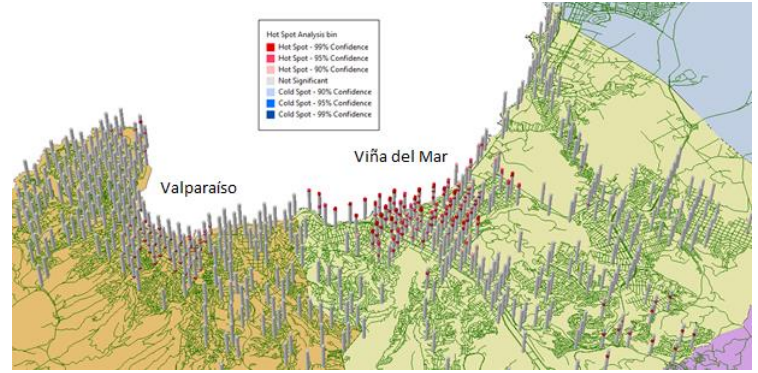 Hot Spot Analysis bin
Hot Spot - 99% Confidence
Hot Spot - 95% Confidence
Hot Spot - 90% Confidence
Not Significant
Cold Spot - 90% Confidence
Cold Spot - 95% Confidence
Cold Spot - 99% Confidence
Viña del Mar
Valparaíso